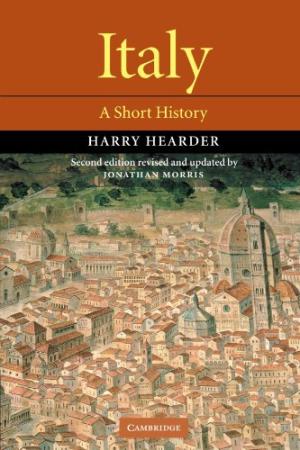 Italy
A Short History
HARRY HEARDER
Second edition revised and updated by
JONATHAN MORRIS
CAMBRIDGE